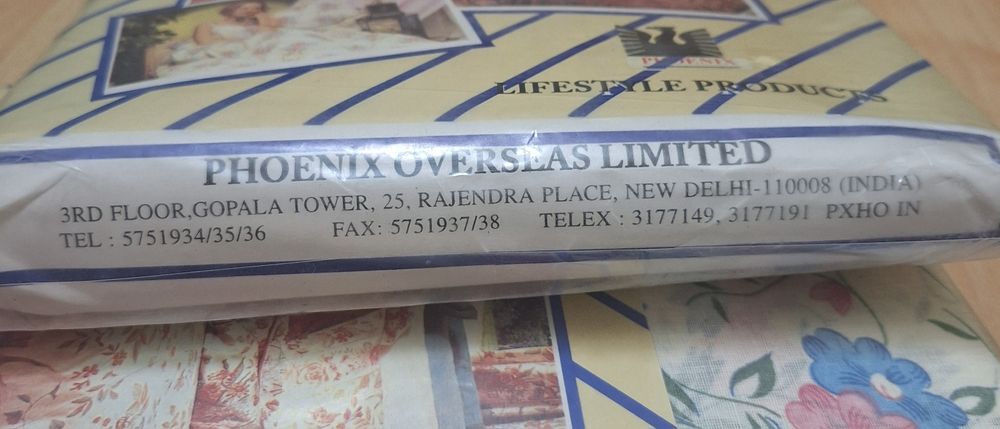 PHOENIX
LIFESTYLE PRODUCTS
PHOENIX OVERSEAS LIMITED
3RD FLOOR,GOPALA TOWER, 25, RAJENDRA PLACE, NEW DELHI-110008 (INDIA)
TEL : 5751934/35/36 FAX: 5751937/38 TELEX : 3177149, 3177191 PXHO IN